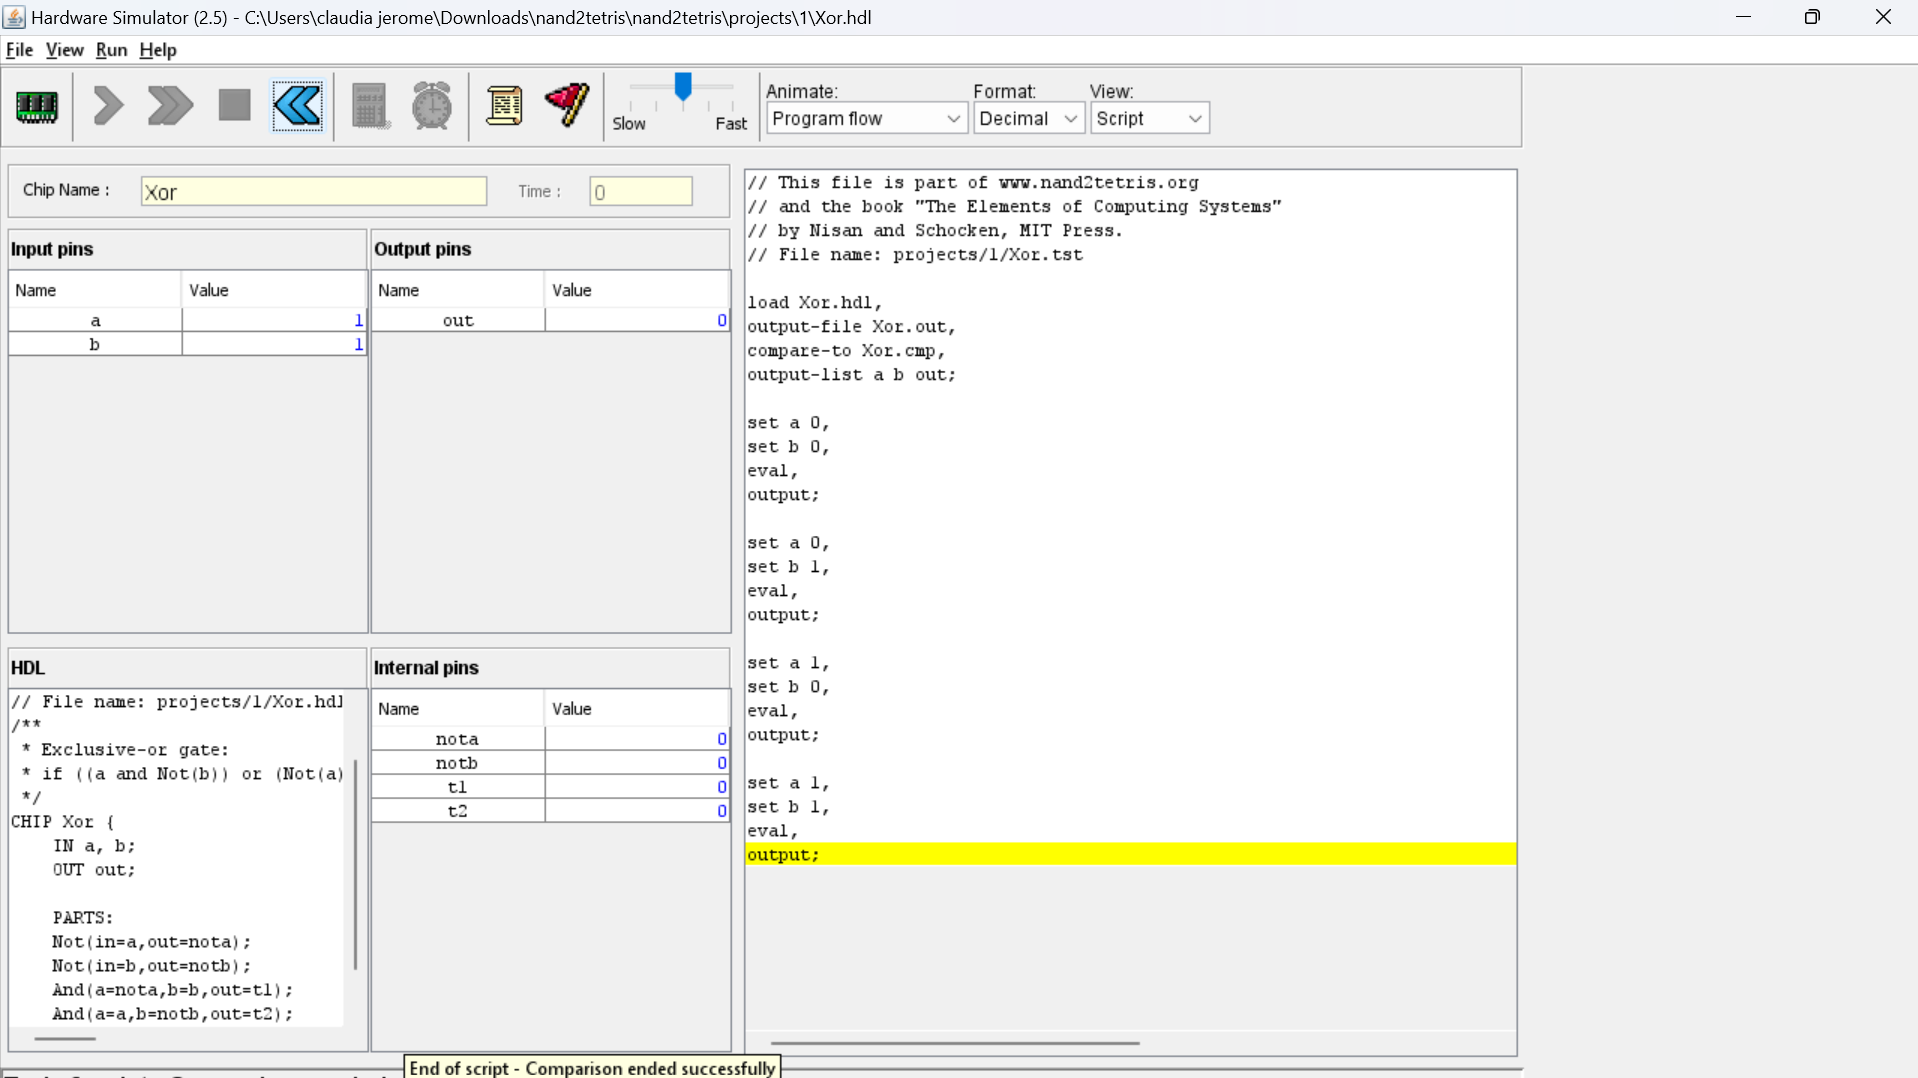 Hardware Simulator (2.5) - C:\Users\claudia jerome\Downloads\nand2tetris\nand2tetris\projects\1\Xor.hdl
File View Run Help
Slow Fast
Animate:
Program flow
Format:
Decimal
View:
Script
Chip Name :
Xor
Time :
0
Input pins
Name Value
a 1
b 1
Output pins
Name Value
out 0
HDL
// File name: projects/1/Xor.hdl
/**
* Exclusive-or gate:
* if ((a and Not(b)) or (Not(a)
*/
CHIP Xor {
IN a, b;
OUT out;
PARTS:
Not(in=a,out=nota);
Not(in=b,out=notb);
And(a=nota,b=b,out=t1);
And(a=a,b=notb,out=t2);
Internal pins
Name Value
nota 0
notb 0
t1 0
t2 0
// This file is part of www.nand2tetris.org
// and the book "The Elements of Computing Systems"
// by Nisan and Schocken, MIT Press.
// File name: projects/1/Xor.tst
load Xor.hdl,
output-file Xor.out,
compare-to Xor.cmp,
output-list a b out;
set a 0,
set b 0,
eval,
output;
set a 0,
set b 1,
eval,
output;
set a 1,
set b 0,
eval,
output;
set a 1,
set b 1,
eval,
output;
End of script - Comparison ended successfully